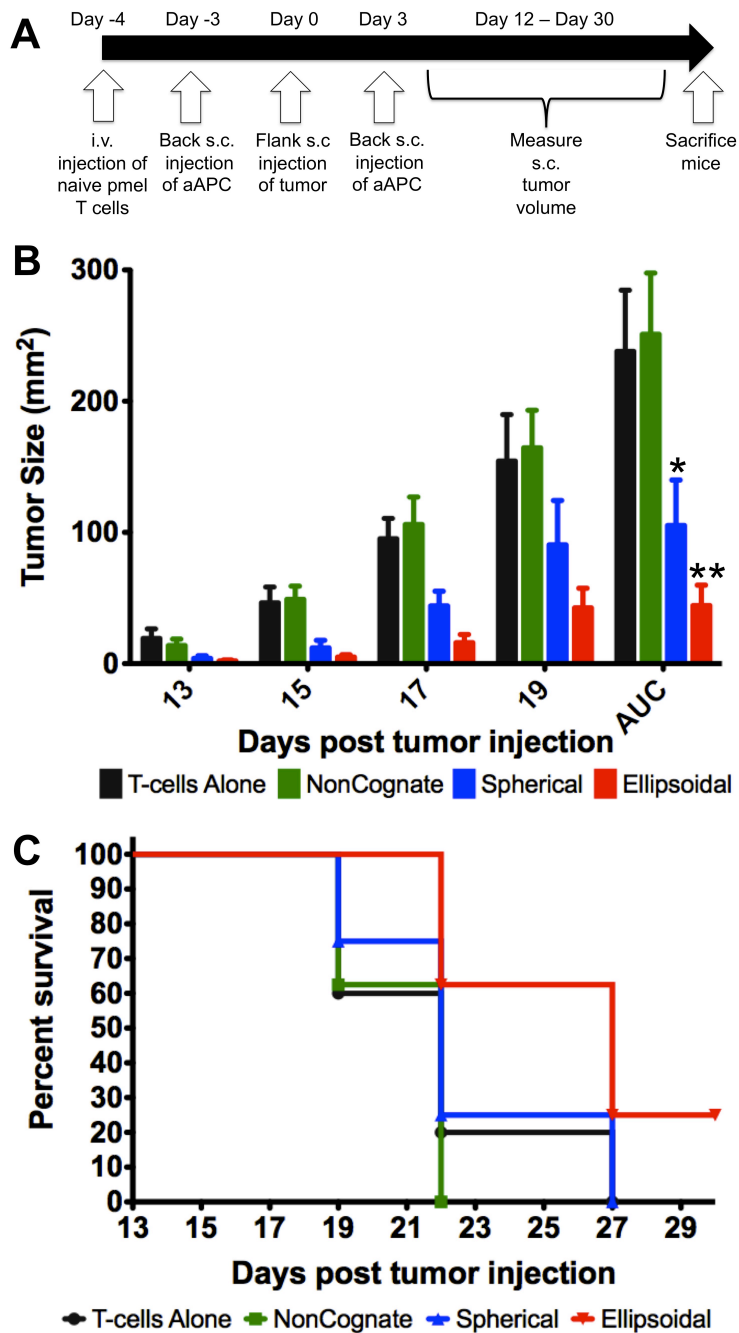 A
Day -4 Day -3 Day 0 Day 3 Day 12 – Day 30
i.v.
injection of
naive pmel
T cells
Back s.c.
injection
of aAPC
Flank s.c
injection
of tumor
Back s.c.
injection
of aAPC
Measure
s.c.
tumor
volume
Sacrifice
mice
B
Tumor Size (mm²)
300
200
100
0
*
**
13 15 17 19 AUC
Days post tumor injection
T-cells Alone NonCognate Spherical Ellipsoidal
C
Percent survival
100
90
80
70
60
50
40
30
20
10
0
13 15 17 19 21 23 25 27 29
Days post tumor injection
T-cells Alone NonCognate Spherical Ellipsoidal